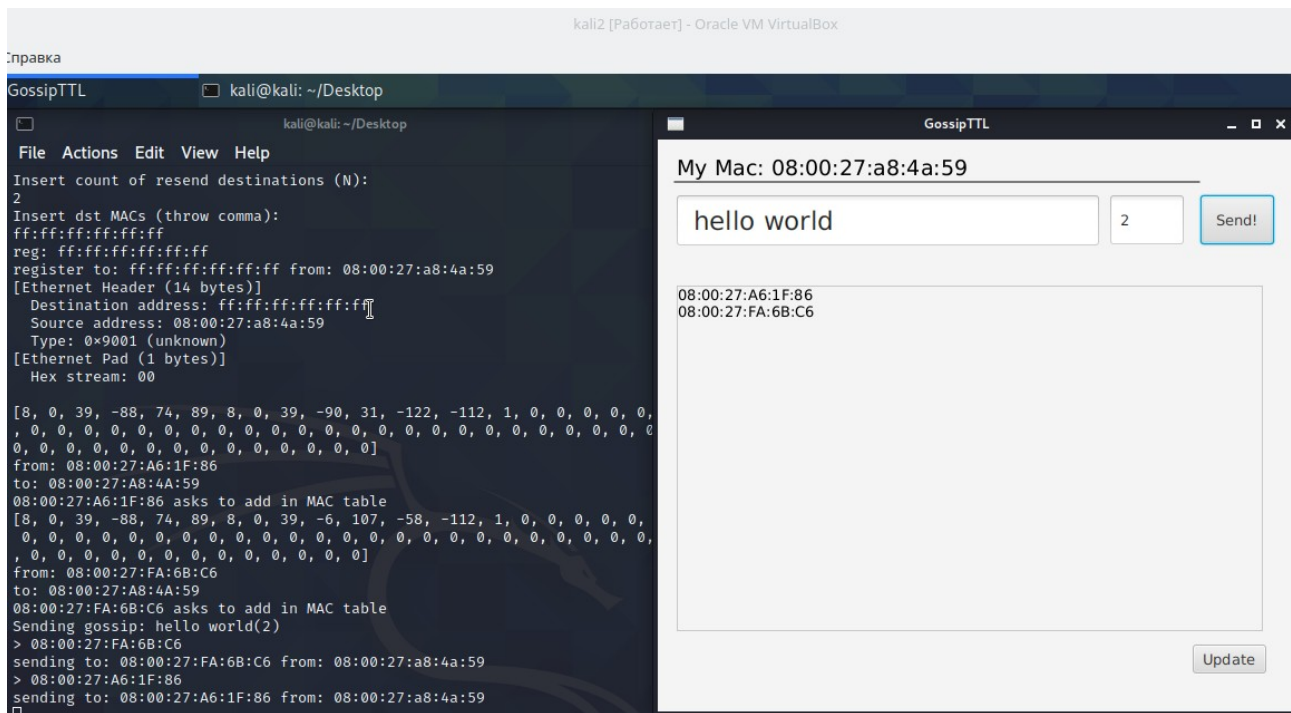 kali2 [Работает] - Oracle VM VirtualBox
Справка
GossipTTL
kali@kali: ~/Desktop
kali@kali: ~/Desktop
File Actions Edit View Help
Insert count of resend destinations (N):
2
Insert dst MACs (throw comma):
ff:ff:ff:ff:ff:ff
reg: ff:ff:ff:ff:ff:ff
register to: ff:ff:ff:ff:ff:ff from: 08:00:27:a8:4a:59
[Ethernet Header (14 bytes)]
Destination address: ff:ff:ff:ff:ff:ff
Source address: 08:00:27:a8:4a:59
Type: 0×9001 (unknown)
[Ethernet Pad (1 bytes)]
Hex stream: 00
[8, 0, 39, -88, 74, 89, 8, 0, 39, -90, 31, -122, -112, 1, 0, 0, 0, 0, 0,
, 0, 0, 0, 0, 0, 0, 0, 0, 0, 0, 0, 0, 0, 0, 0, 0, 0, 0, 0, 0, 0, 0, 0, 0
0, 0, 0, 0, 0, 0, 0, 0, 0, 0, 0, 0, 0, 0]
from: 08:00:27:A6:1F:86
to: 08:00:27:A8:4A:59
08:00:27:A6:1F:86 asks to add in MAC table
[8, 0, 39, -88, 74, 89, 8, 0, 39, -6, 107, -58, -112, 1, 0, 0, 0, 0, 0,
0, 0, 0, 0, 0, 0, 0, 0, 0, 0, 0, 0, 0, 0, 0, 0, 0, 0, 0, 0, 0, 0, 0, 0,
, 0, 0, 0, 0, 0, 0, 0, 0, 0, 0, 0, 0, 0]
from: 08:00:27:FA:6B:C6
to: 08:00:27:A8:4A:59
08:00:27:FA:6B:C6 asks to add in MAC table
Sending gossip: hello world(2)
> 08:00:27:FA:6B:C6
sending to: 08:00:27:FA:6B:C6 from: 08:00:27:a8:4a:59
> 08:00:27:A6:1F:86
sending to: 08:00:27:A6:1F:86 from: 08:00:27:a8:4a:59
GossipTTL
My Mac: 08:00:27:a8:4a:59
hello world
2
Send!
08:00:27:A6:1F:86
08:00:27:FA:6B:C6
Update